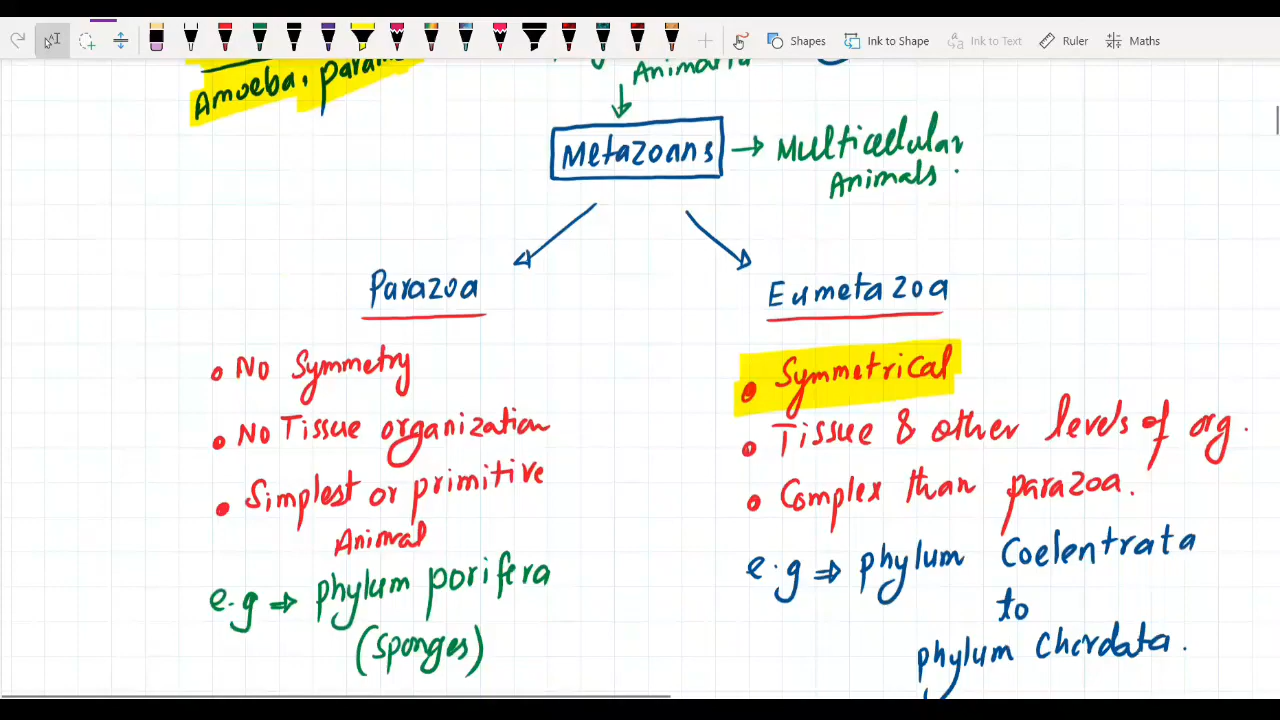 Shapes Ink to Shape Ink to Text Ruler Maths
Amoeba,
Animalia
Metazoans → Multicellular
Animals.
Parazoa
Eumetazoa
• No Symmetry
• No Tissue organization
• Simplest or primitive
Animal
e.g ⇒ phylum porifera
(sponges)
• Symmetrical
• Tissue & other levels of org.
• Complex than parazoa.
e.g ⇒ phylum Coelentrata
to
phylum Chordata.